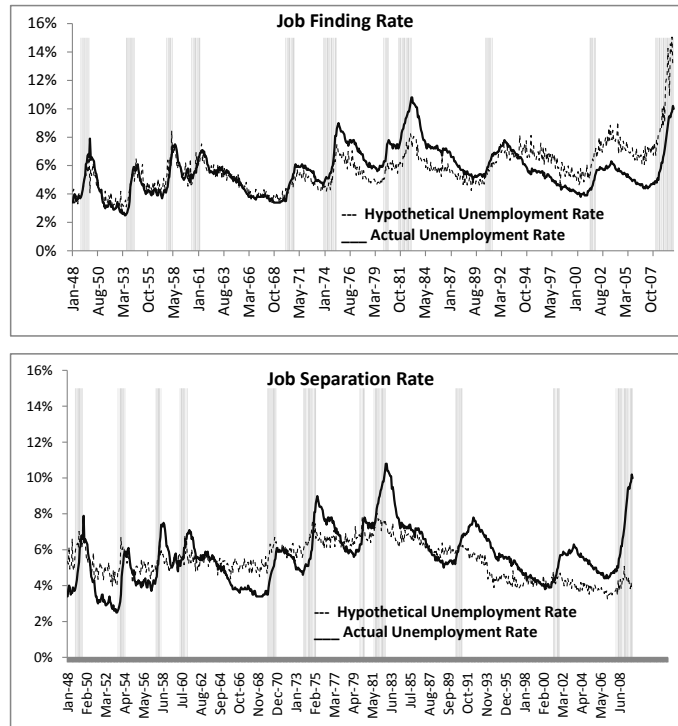 Job Finding Rate
16%
14%
12%
10%
8%
6%
4%
2%
0%
--- Hypothetical Unemployment Rate
___ Actual Unemployment Rate
Jan-48
Aug-50
Mar-53
Oct-55
May-58
Jan-61
Aug-63
Mar-66
Oct-68
May-71
Jan-74
Aug-76
Mar-79
Oct-81
May-84
Jan-87
Aug-89
Mar-92
Oct-94
May-97
Jan-00
Aug-02
Mar-05
Oct-07
Job Separation Rate
16%
14%
12%
10%
8%
6%
4%
2%
0%
--- Hypothetical Unemployment Rate
___ Actual Unemployment Rate
Jan-48
Feb-50
Mar-52
Apr-54
May-56
Jun-58
Jul-60
Aug-62
Sep-64
Oct-66
Nov-68
Dec-70
Jan-73
Feb-75
Mar-77
Apr-79
May-81
Jun-83
Jul-85
Aug-87
Sep-89
Oct-91
Nov-93
Dec-95
Jan-98
Feb-00
Mar-02
Apr-04
May-06
Jun-08